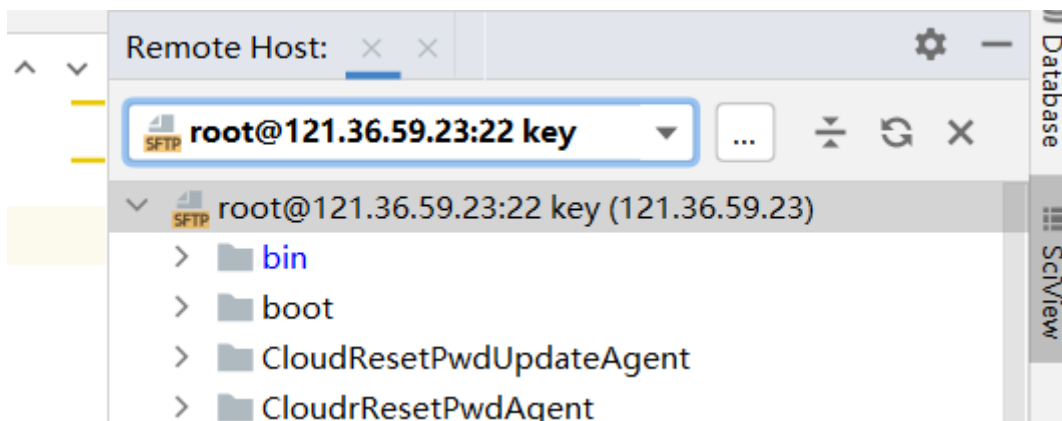 Remote Host:
Database
SFTP root@121.36.59.23:22 key
...
SFTP root@121.36.59.23:22 key (121.36.59.23)
SciView
bin
boot
CloudResetPwdUpdateAgent
CloudrResetPwdAgent